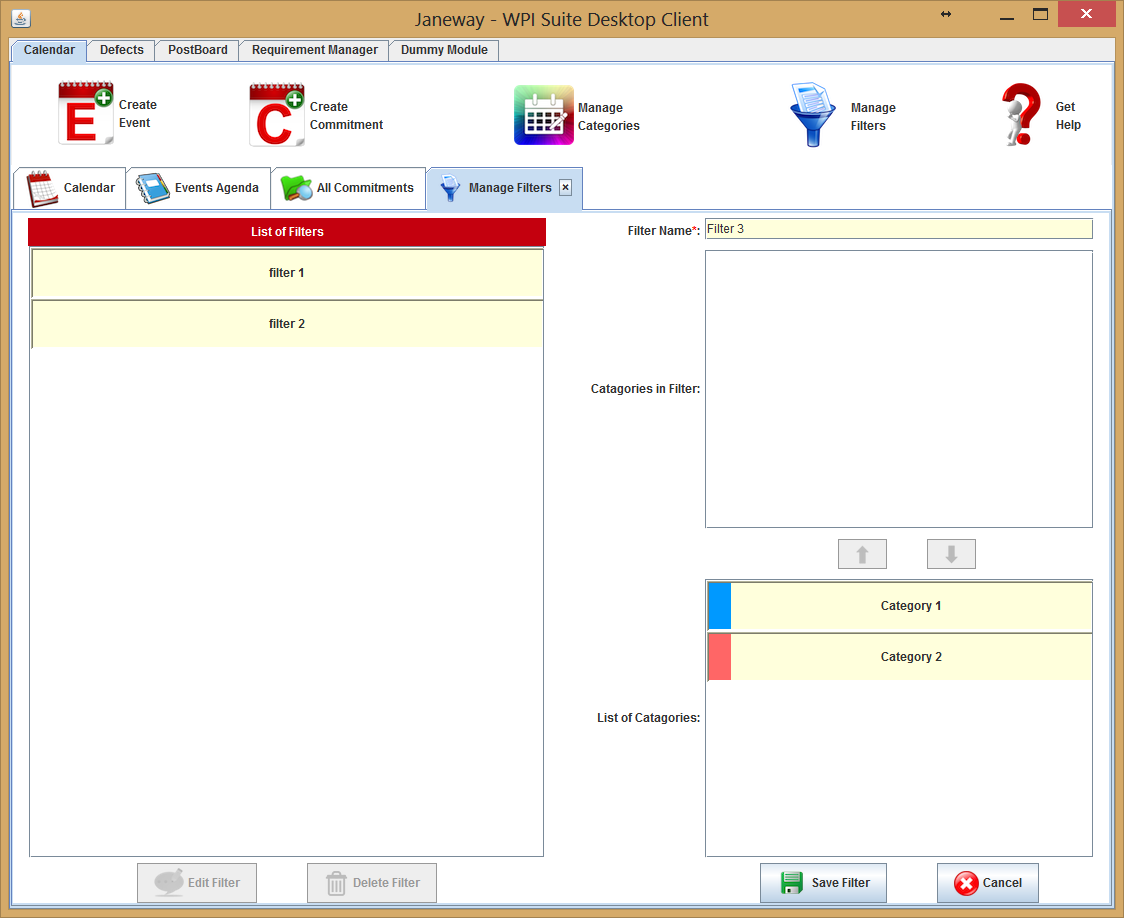 Janeway - WPI Suite Desktop Client
Calendar
Defects
PostBoard
Requirement Manager
Dummy Module
E
Create
Event
C
Create
Commitment
Manage
Categories
Manage
Filters
Get
Help
Calendar
Events Agenda
All Commitments
Manage Filters
List of Filters
filter 1
filter 2
Filter Name*:
Filter 3
Catagories in Filter:
Category 1
Category 2
List of Catagories:
Edit Filter
Delete Filter
Save Filter
Cancel